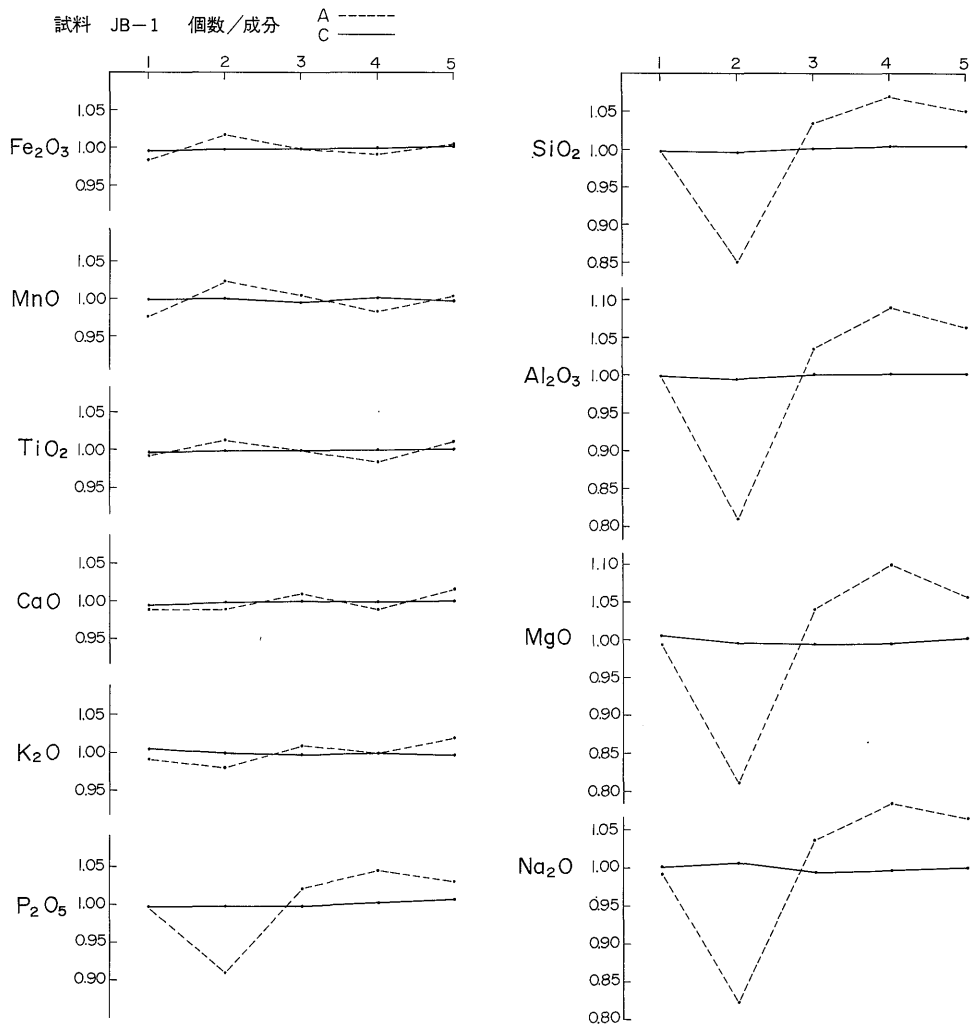 試料 JB-1 個数/成分 A
C
1 2 3 4 5
1.05
Fe₂O₃ 1.00
0.95
1.05
MnO 1.00
0.95
1.05
TiO₂ 1.00
0.95
1.05
CaO 1.00
0.95
1.05
K₂O 1.00
0.95
1.05
P₂O₅ 1.00
0.95
0.90
1 2 3 4 5
1.05
SiO₂ 1.00
0.95
0.90
0.85
1.10
1.05
Al₂O₃ 1.00
0.95
0.90
0.85
0.80
1.10
1.05
MgO 1.00
0.95
0.90
0.85
0.80
1.05
Na₂O 1.00
0.95
0.90
0.85
0.80